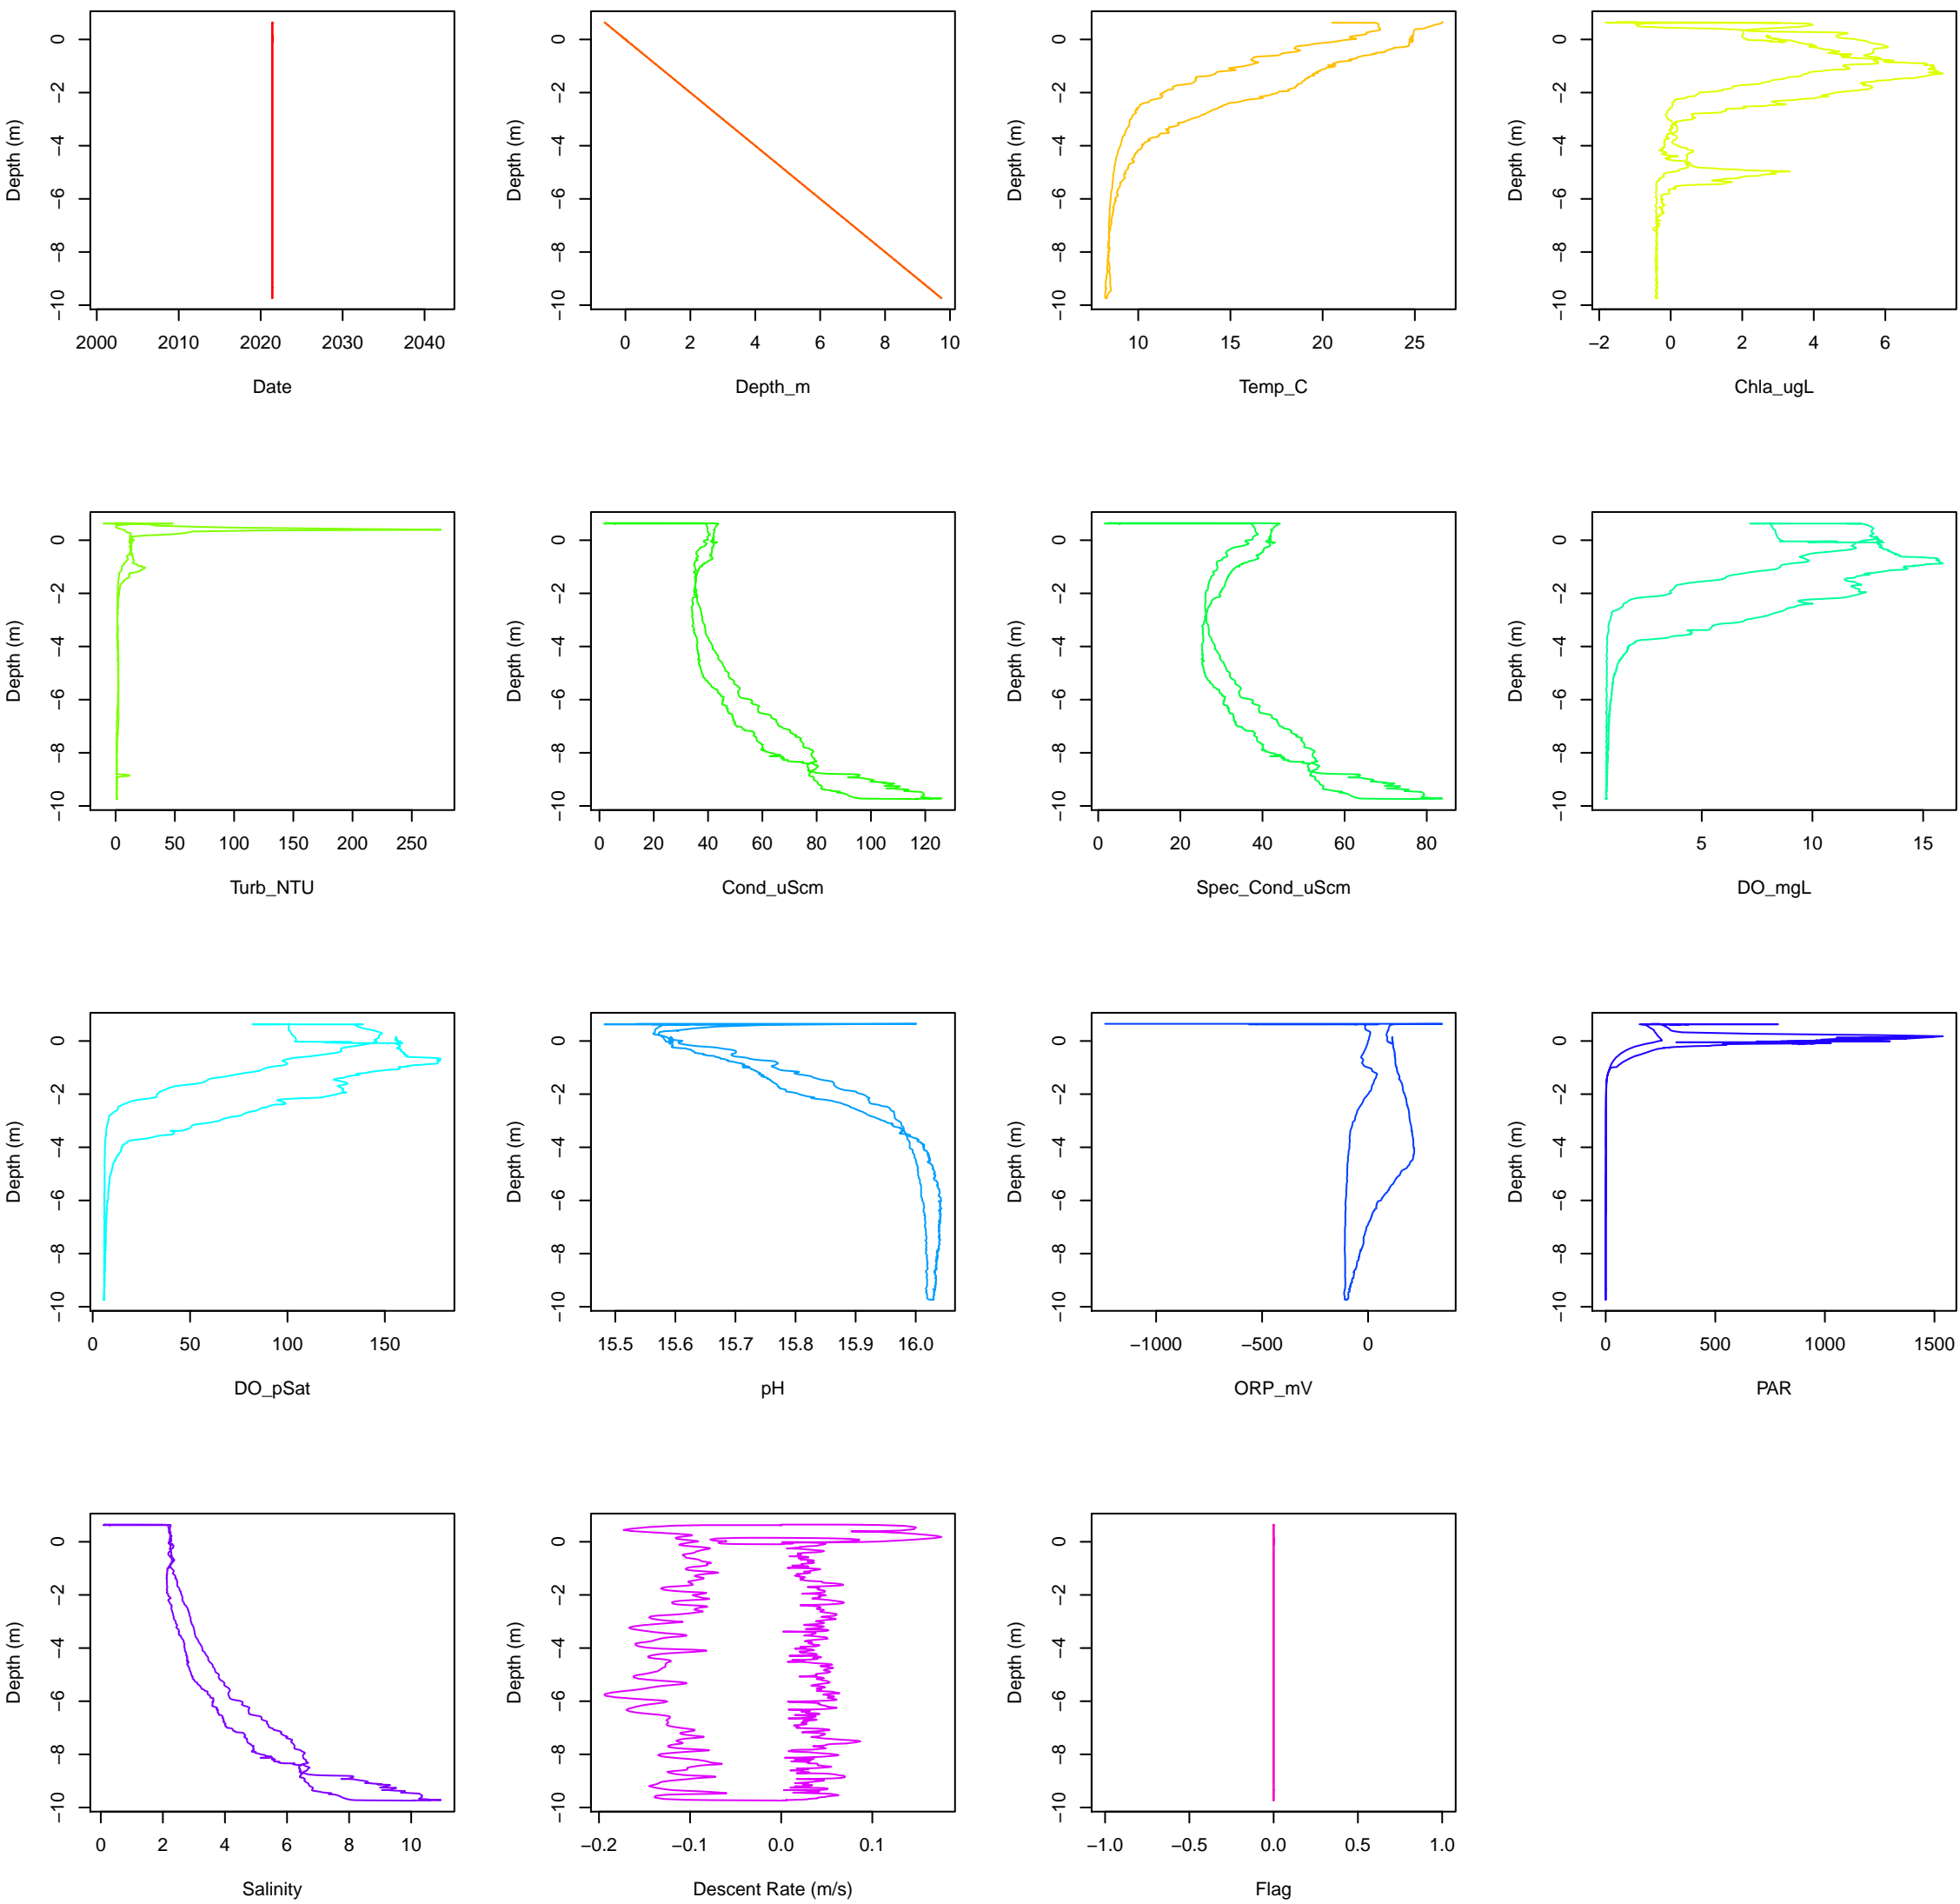 Depth (m)
0
−2
−4
−6
−8
−10
2000 2010 2020 2030 2040
Date
Depth (m)
0
−2
−4
−6
−8
−10
0 2 4 6 8 10
Depth_m
Depth (m)
0
−2
−4
−6
−8
−10
10 15 20 25
Temp_C
Depth (m)
0
−2
−4
−6
−8
−10
−2 0 2 4 6
Chla_ugL
Depth (m)
0
−2
−4
−6
−8
−10
0 50 100 150 200 250
Turb_NTU
Depth (m)
0
−2
−4
−6
−8
−10
0 20 40 60 80 100 120
Cond_uScm
Depth (m)
0
−2
−4
−6
−8
−10
0 20 40 60 80
Spec_Cond_uScm
Depth (m)
0
−2
−4
−6
−8
−10
5 10 15
DO_mgL
Depth (m)
0
−2
−4
−6
−8
−10
0 50 100 150
DO_pSat
Depth (m)
0
−2
−4
−6
−8
−10
15.5 15.6 15.7 15.8 15.9 16.0
pH
Depth (m)
0
−2
−4
−6
−8
−10
−1000 −500 0
ORP_mV
Depth (m)
0
−2
−4
−6
−8
−10
0 500 1000 1500
PAR
Depth (m)
0
−2
−4
−6
−8
−10
0 2 4 6 8 10
Salinity
Depth (m)
0
−2
−4
−6
−8
−10
−0.2 −0.1 0.0 0.1
Descent Rate (m/s)
Depth (m)
0
−2
−4
−6
−8
−10
−1.0 −0.5 0.0 0.5 1.0
Flag